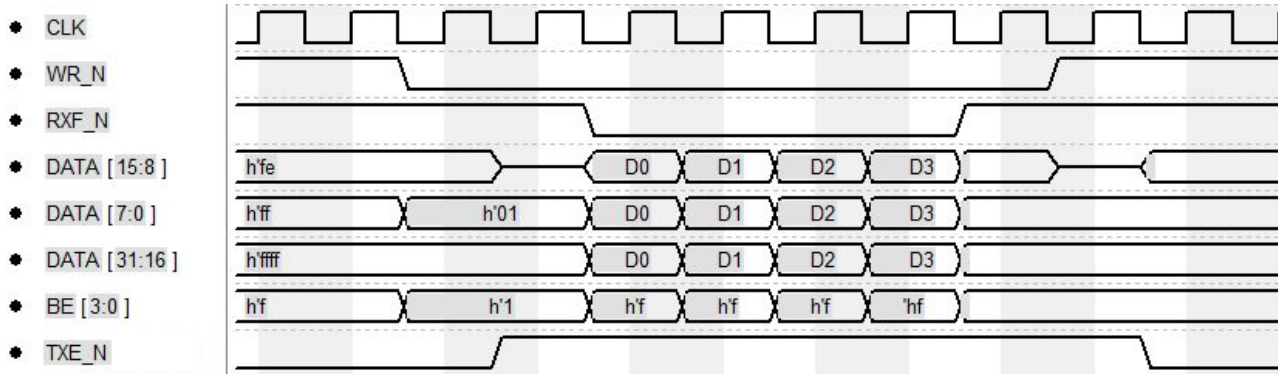 CLK
WR_N
RXF_N
DATA [15:8] h'fe D0 D1 D2 D3
DATA [7:0] h'ff h'01 D0 D1 D2 D3
DATA [31:16] h'ffff D0 D1 D2 D3
BE [3:0] h'f h'1 h'f h'f h'f 'hf
TXE_N